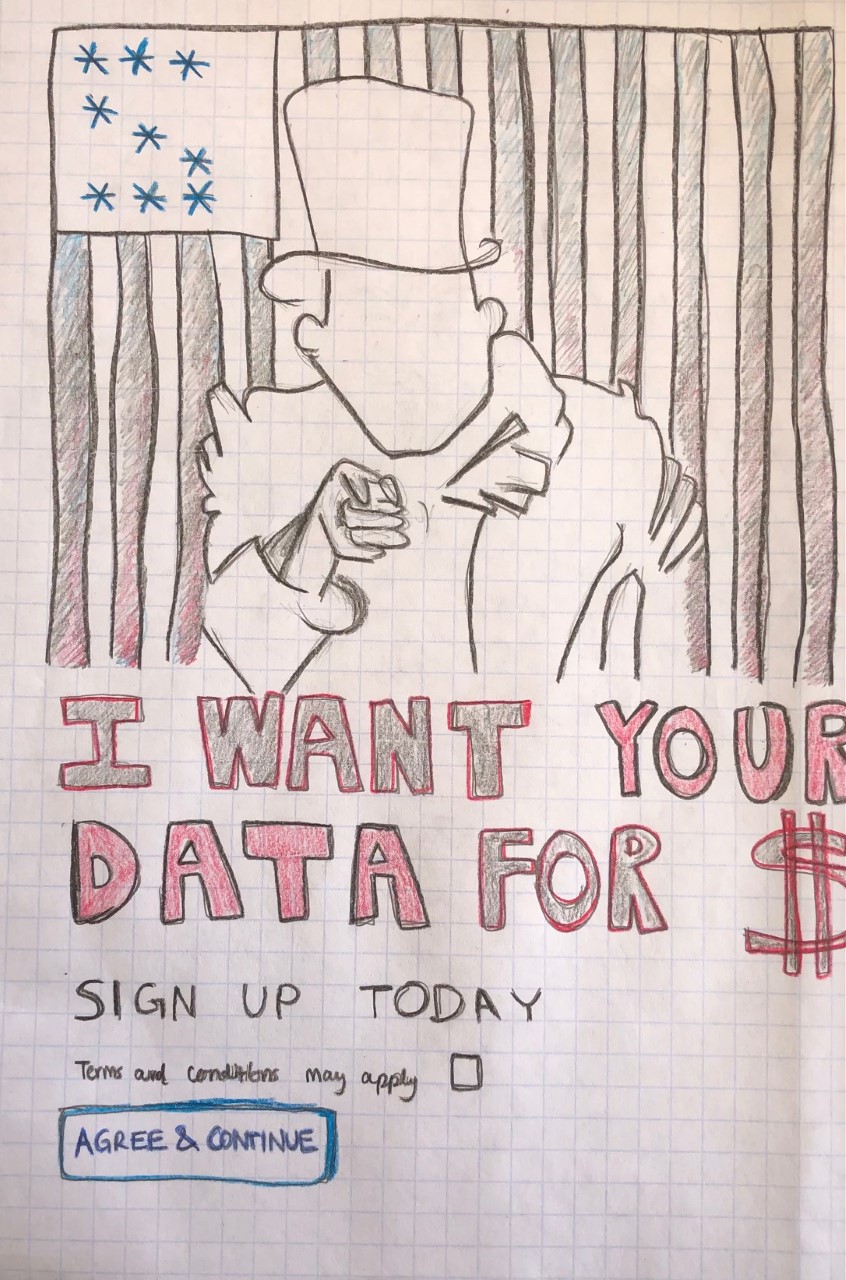 I WANT YOUR
DATA FOR $
SIGN UP TODAY
Terms and conditions may apply
AGREE & CONTINUE